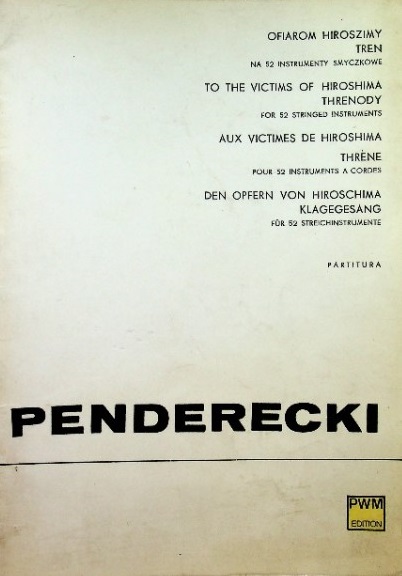 OFIAROM HIROSZIMY
TREN
NA 52 INSTRUMENTY SMYCZKOWE
TO THE VICTIMS OF HIROSHIMA
THRENODY
FOR 52 STRINGED INSTRUMENTS
AUX VICTIMES DE HIROSHIMA
THRÈNE
POUR 52 INSTRUMENTS A CORDES
DEN OPFERN VON HIROSCHIMA
KLAGEGESANG
FÜR 52 STREICHINSTRUMENTE
PARTITURA
PENDERECKI
PWM
EDITION